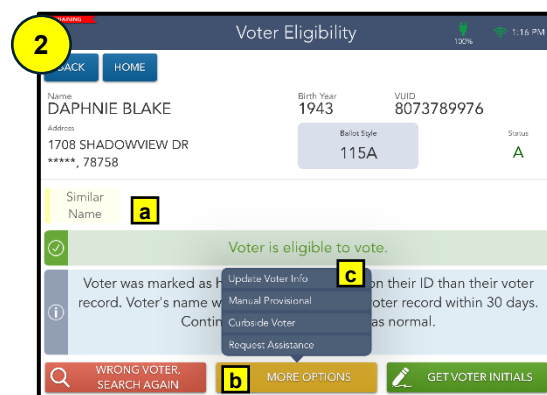 TRAINING
2
Voter Eligibility
100%
1:16 PM
BACK
HOME
Name
DAPHNIE BLAKE
Birth Year
1943
VUID
8073789976
Address
1708 SHADOWVIEW DR
*****, 78758
Ballot Style
115A
Status
A
Similar
Name
a
Voter is eligible to vote.
Voter was marked as h
on their ID than their voter
record. Voter's name w
oter record within 30 days.
Contin
as normal.
Update Voter Info
c
Manual Provisional
Curbside Voter
Request Assistance
WRONG VOTER,
SEARCH AGAIN
b
MORE OPTIONS
GET VOTER INITIALS